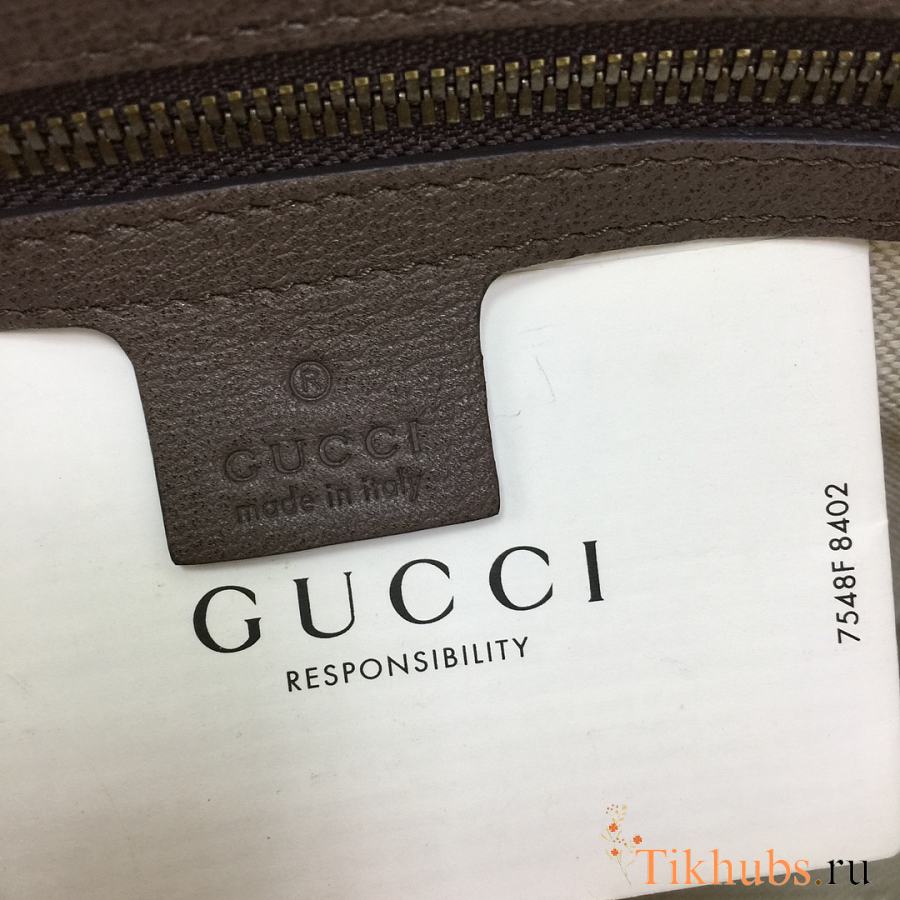 ®
GUCCI
made in italy
GUCCI
RESPONSIBILITY
7548F 8402
Tikhubs.ru